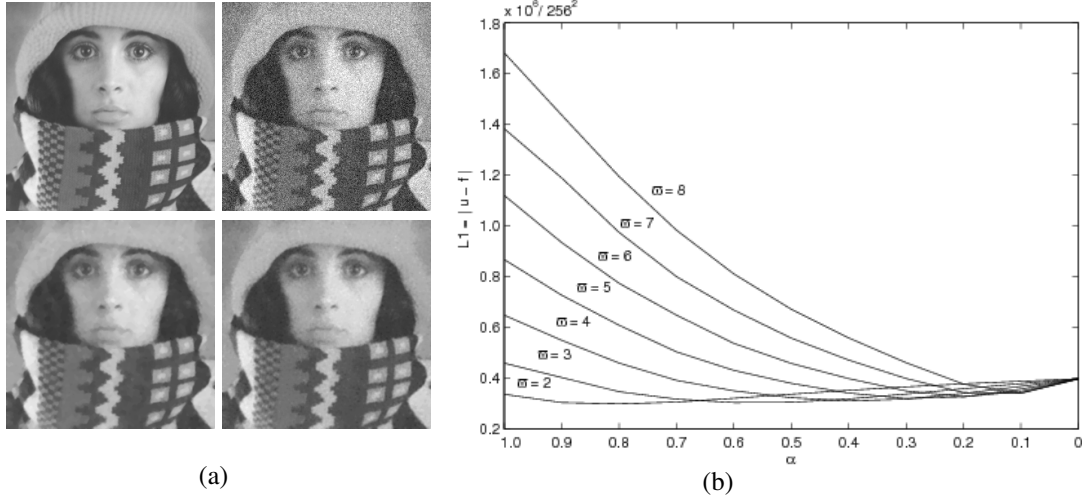 x 10⁶/ 256²
1.8
1.6
1.4
1.2
1.0
0.8
0.6
0.4
0.2
L1 = | u – f |
ϖ = 8
ϖ = 7
ϖ = 6
ϖ = 5
ϖ = 4
ϖ = 3
ϖ = 2
1.0 0.9 0.8 0.7 0.6 0.5 0.4 0.3 0.2 0.1 0
α
(a) (b)